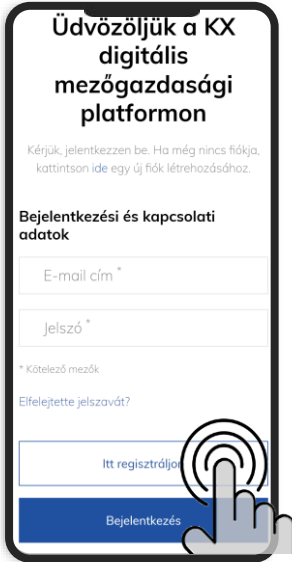 Üdvözöljük a KX
digitális
mezőgazdasági
platformon
Kérjük, jelentkezzen be. Ha még nincs fiókja,
kattintson ide egy új fiók létrehozásához.
Bejelentkezési és kapcsolati
adatok
E-mail cím *
Jelszó *
* Kötelező mezők
Elfelejtette jelszavát?
Itt regisztráljon
Bejelentkezés